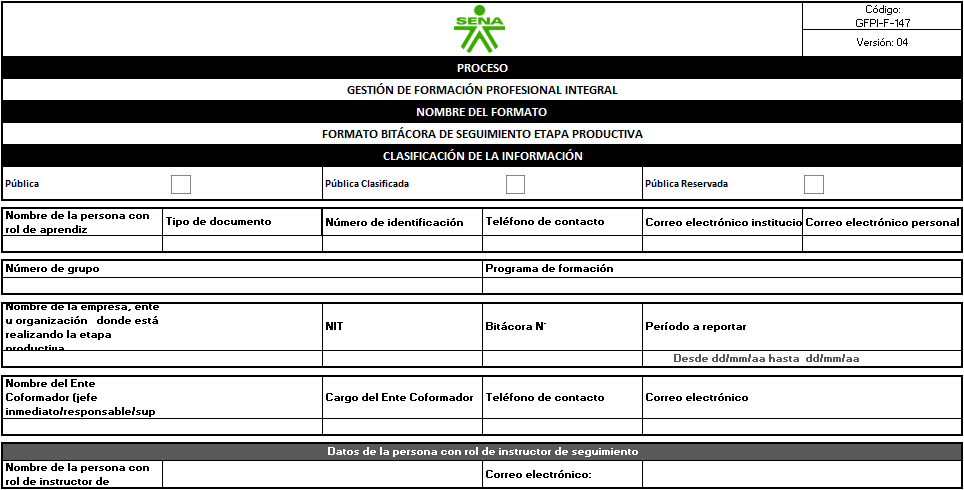 SENA
Código:
GFPI-F-147
Versión: 04
PROCESO
GESTIÓN DE FORMACIÓN PROFESIONAL INTEGRAL
NOMBRE DEL FORMATO
FORMATO BITÁCORA DE SEGUIMIENTO ETAPA PRODUCTIVA
CLASIFICACIÓN DE LA INFORMACIÓN
Pública
Pública Clasificada
Pública Reservada
Nombre de la persona con
rol de aprendiz
Tipo de documento
Número de identificación
Teléfono de contacto
Correo electrónico institucio
Correo electrónico personal
Número de grupo
Programa de formación
Nombre de la empresa, ente
u organización donde está
realizando la etapa
productiva
NIT
Bitácora N°
Período a reportar
Desde dd/mm/aa hasta dd/mm/aa
Nombre del Ente
Coformador (jefe
inmediato/responsable/sup
Cargo del Ente Coformador
Teléfono de contacto
Correo electrónico
Datos de la persona con rol de instructor de seguimiento
Nombre de la persona con
rol de instructor de
Correo electrónico: